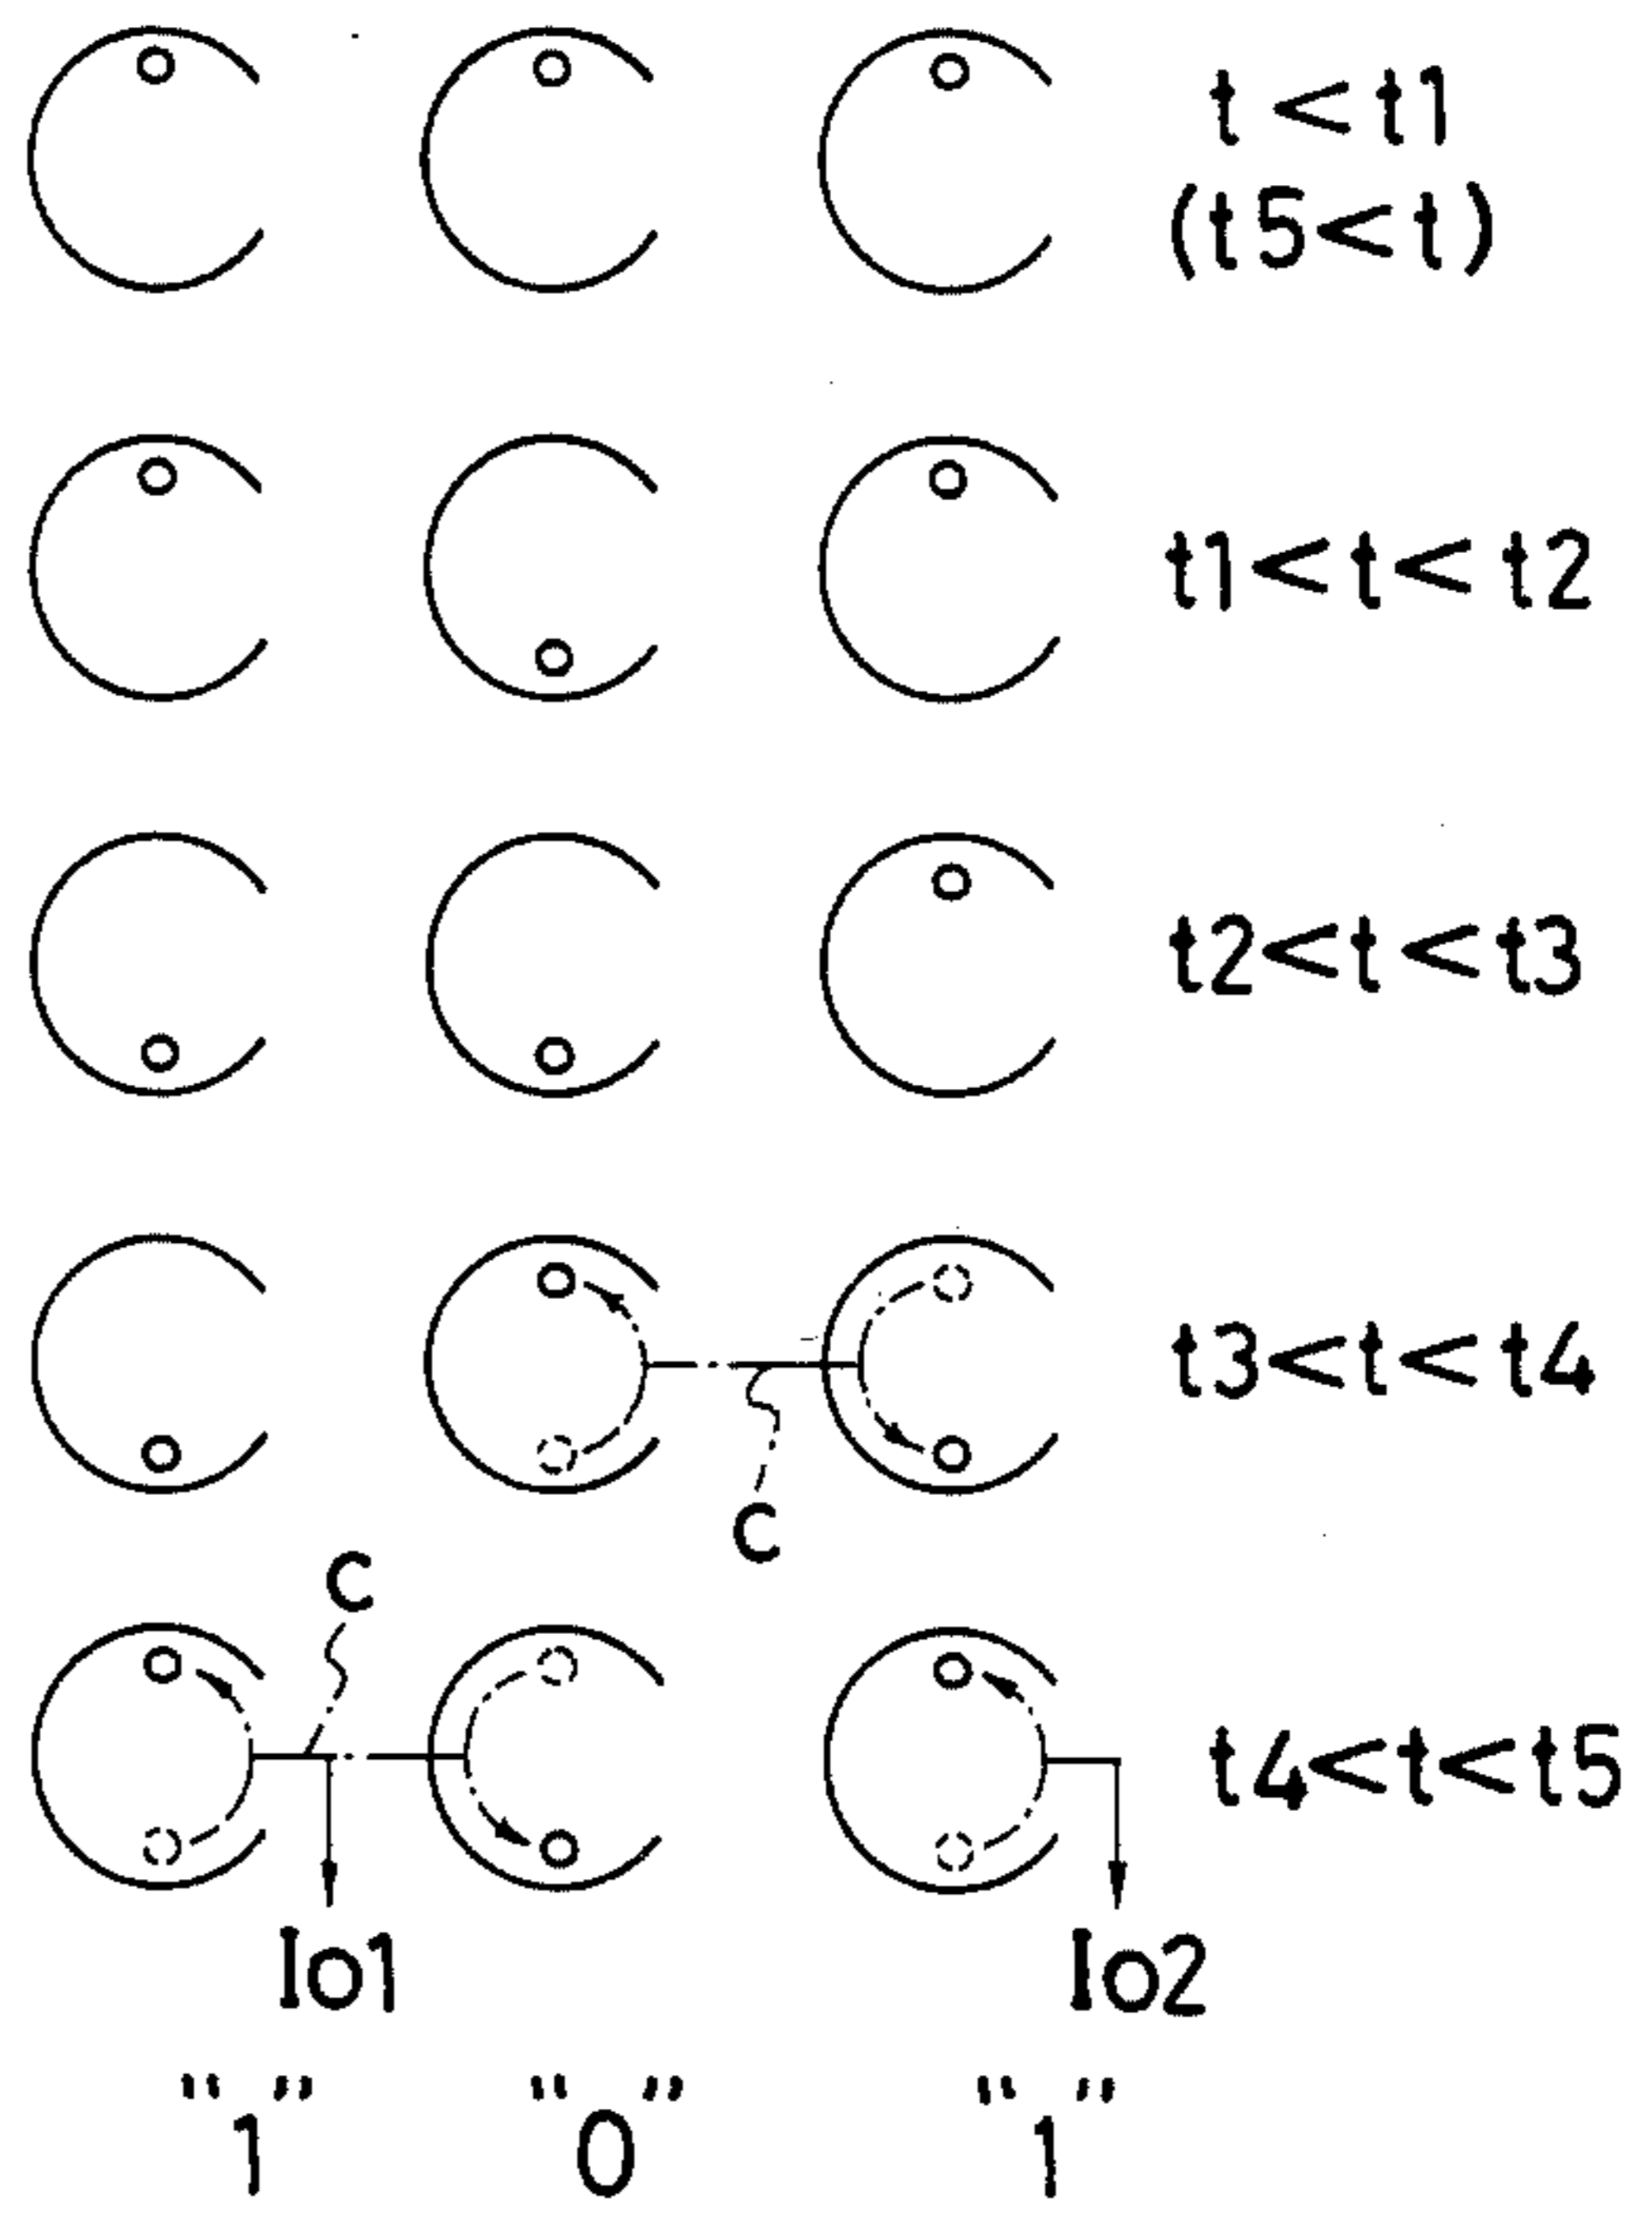 t<t1
(t5<t)
t1<t<t2
t2<t<t3
t3<t<t4
C
C
t4<t<t5
Io1 Io2
“1” “0” “1”